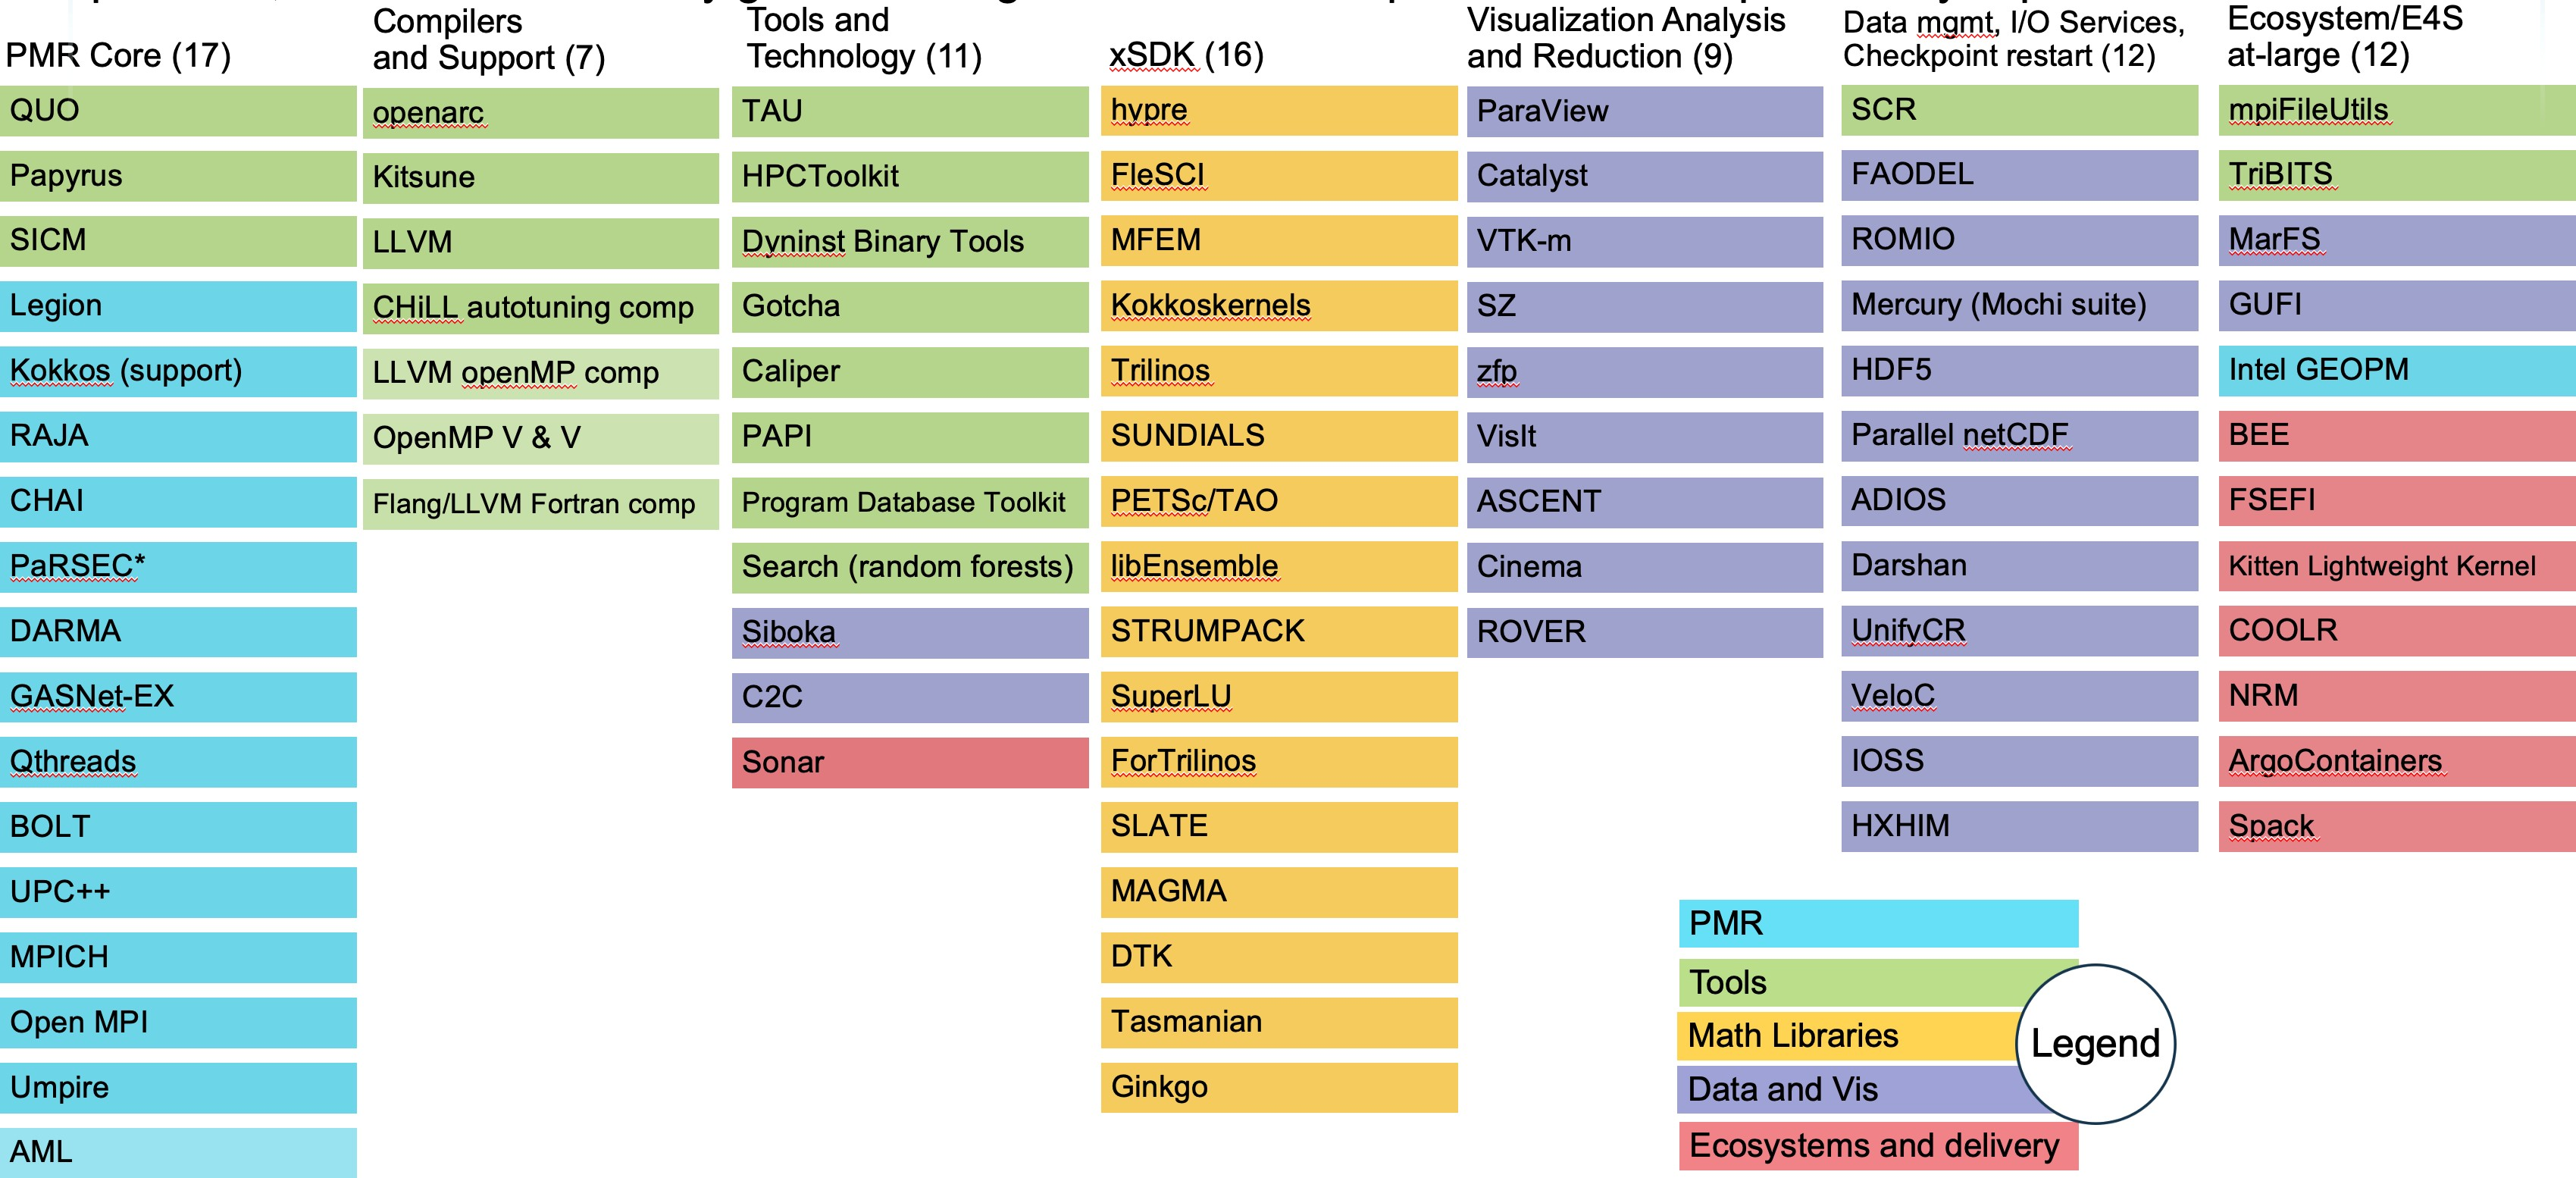 PMR Core (17)
QUO
Papyrus
SICM
Legion
Kokkos (support)
RAJA
CHAI
PaRSEC*
DARMA
GASNet-EX
Qthreads
BOLT
UPC++
MPICH
Open MPI
Umpire
AML
Compilers
and Support (7)
openarc
Kitsune
LLVM
CHiLL autotuning comp
LLVM openMP comp
OpenMP V & V
Flang/LLVM Fortran comp
Tools and
Technology (11)
TAU
HPCToolkit
Dyninst Binary Tools
Gotcha
Caliper
PAPI
Program Database Toolkit
Search (random forests)
Siboka
C2C
Sonar
xSDK (16)
hypre
FleSCI
MFEM
Kokkoskernels
Trilinos
SUNDIALS
PETSc/TAO
libEnsemble
STRUMPACK
SuperLU
ForTrilinos
SLATE
MAGMA
DTK
Tasmanian
Ginkgo
Visualization Analysis
and Reduction (9)
ParaView
Catalyst
VTK-m
SZ
zfp
VisIt
ASCENT
Cinema
ROVER
Data mgmt, I/O Services,
Checkpoint restart (12)
SCR
FAODEL
ROMIO
Mercury (Mochi suite)
HDF5
Parallel netCDF
ADIOS
Darshan
UnifyCR
VeloC
IOSS
HXHIM
Ecosystem/E4S
at-large (12)
mpiFileUtils
TriBITS
MarFS
GUFI
Intel GEOPM
BEE
FSEFI
Kitten Lightweight Kernel
COOLR
NRM
ArgoContainers
Spack
PMR
Tools
Math Libraries
Data and Vis
Ecosystems and delivery
Legend